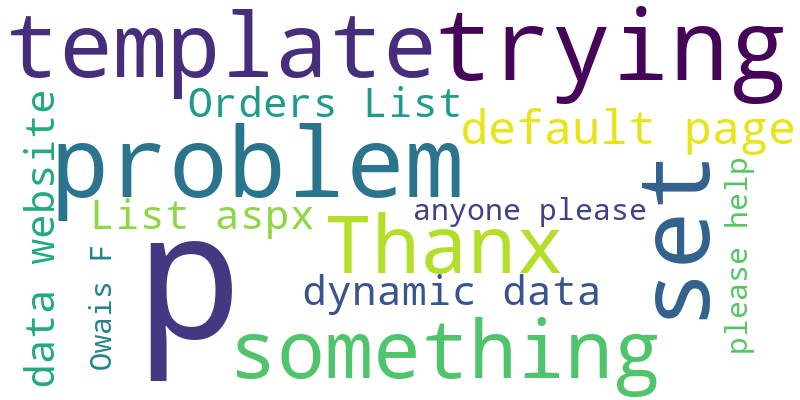 template
trying
Orders List
default page
data website
problem
set
please help
List aspx
anyone please
Thanx
p
Owais F
dynamic data
something